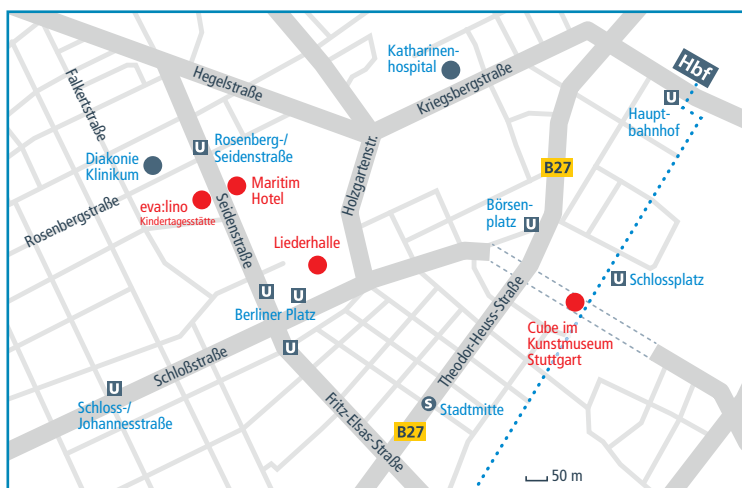 Katharinen-
hospital
Hbf
Falkertstraße
Hegelstraße
Kriegsbergstraße
U
Haupt-
bahnhof
U
Rosenberg-/
Seidenstraße
Diakonie
Klinikum
Holzgartenstr.
B27
Maritim
Hotel
eva:lino
Kindertagesstätte
Rosenbergstraße
Seidenstraße
Börsen-
platz
U
Liederhalle
U
Schlossplatz
U
U
Berliner Platz
U
Theodor-Heuss-Straße
Cube im
Kunstmuseum
Stuttgart
Schloßstraße
U
Schloss-/
Johannesstraße
Fritz-Elsas-Straße
S
Stadtmitte
B27
50 m